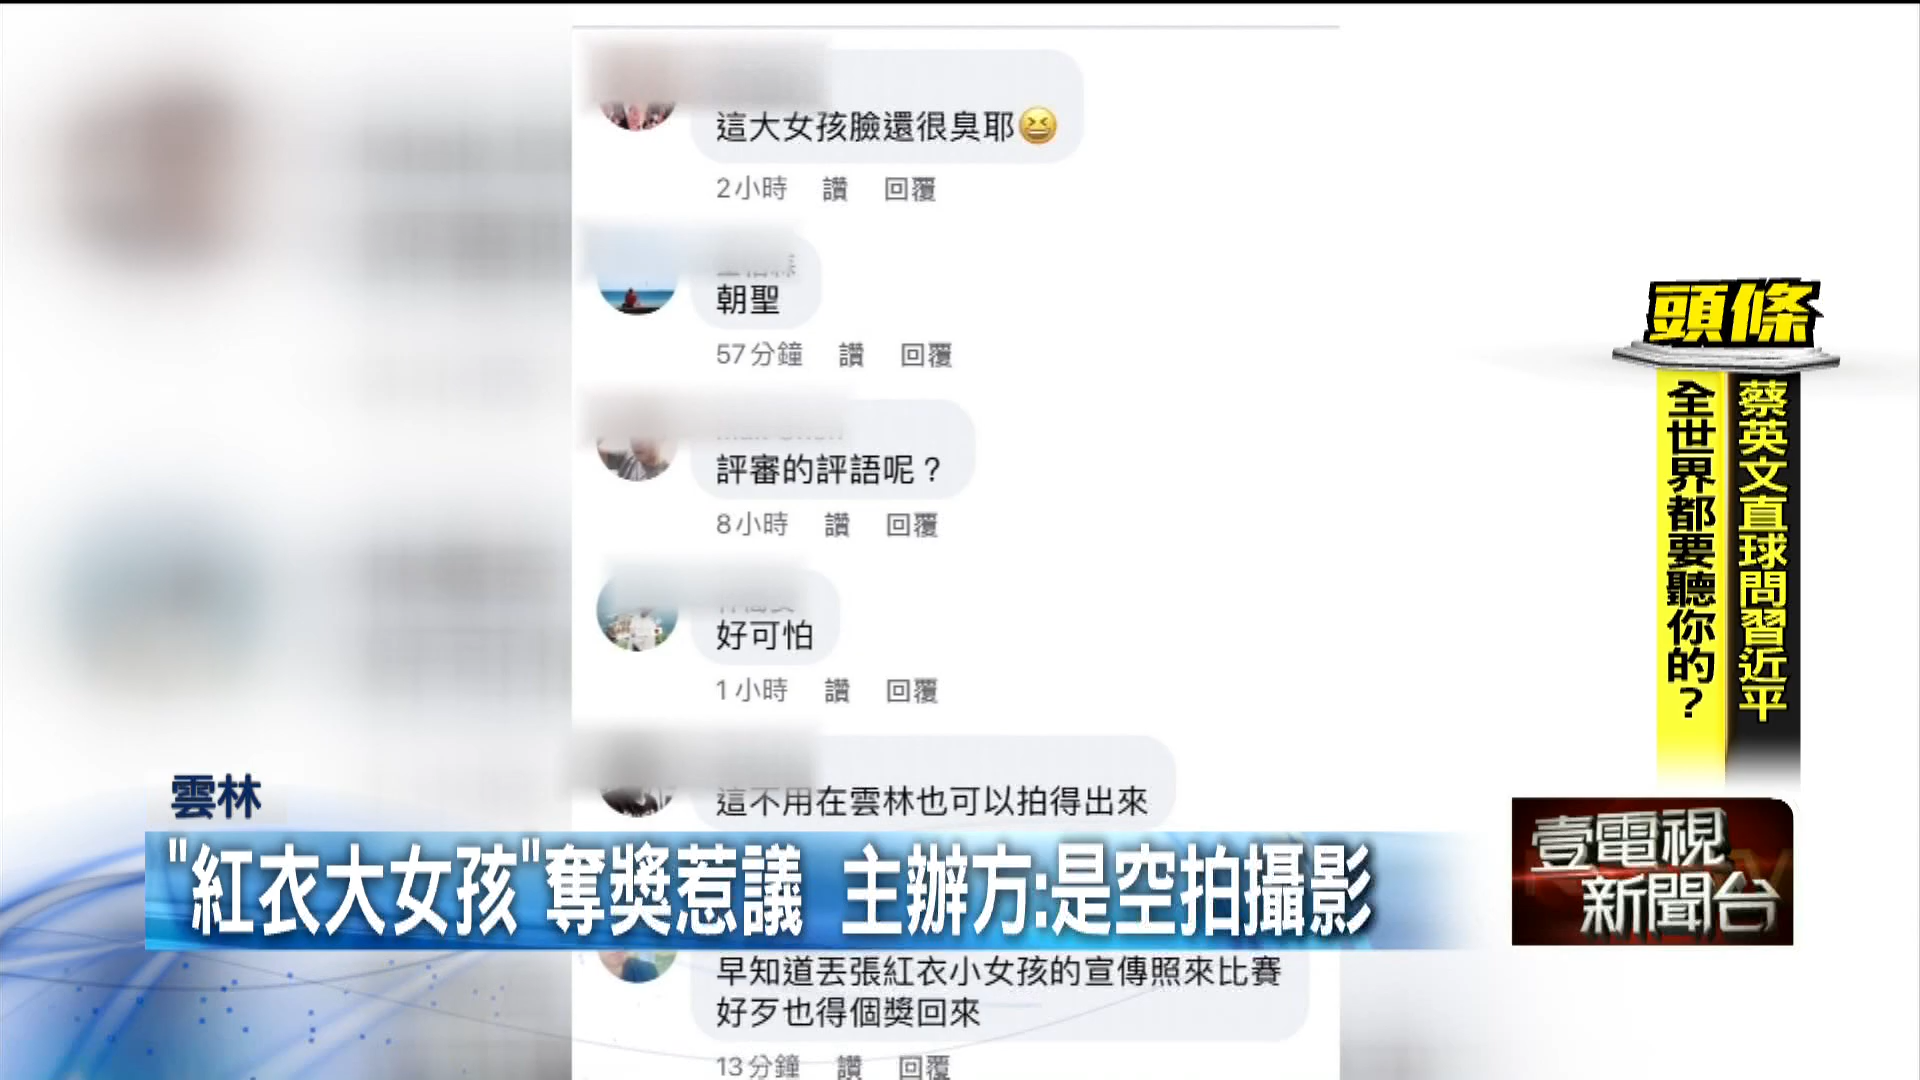 這大女孩臉還很臭耶😆
2小時 讚 回覆
朝聖
57分鐘 讚 回覆
評審的評語呢？
8小時 讚 回覆
好可怕
1小時 讚 回覆
這不用在雲林也可以拍得出來
雲林
"紅衣大女孩"奪獎惹議 主辦方:是空拍攝影
早知道丟張紅衣小女孩的宣傳照來比賽
好歹也得個獎回來
13分鐘 讚 回覆
頭條
蔡英文直球問習近平
全世界都要聽你的?
壹電視
新聞台